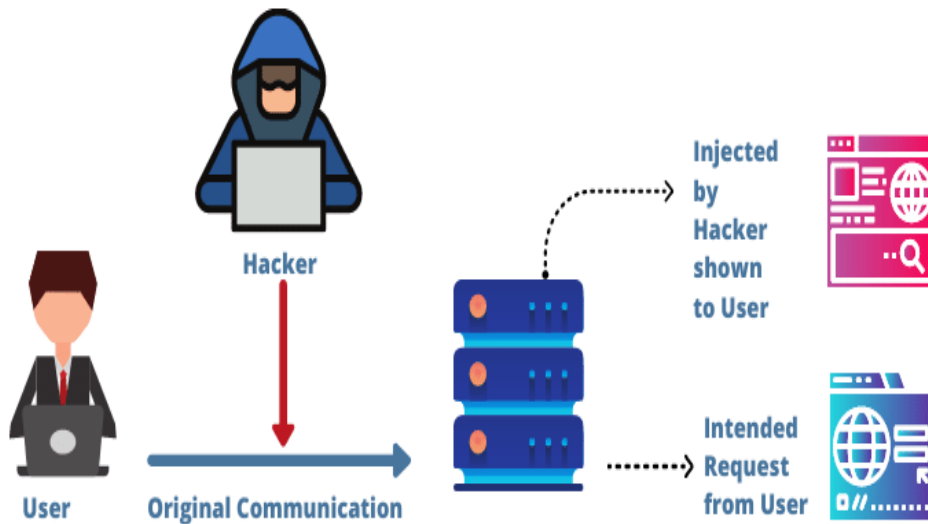 Hacker
User
Original Communication
Injected
by
Hacker
shown
to User
Intended
Request
from User